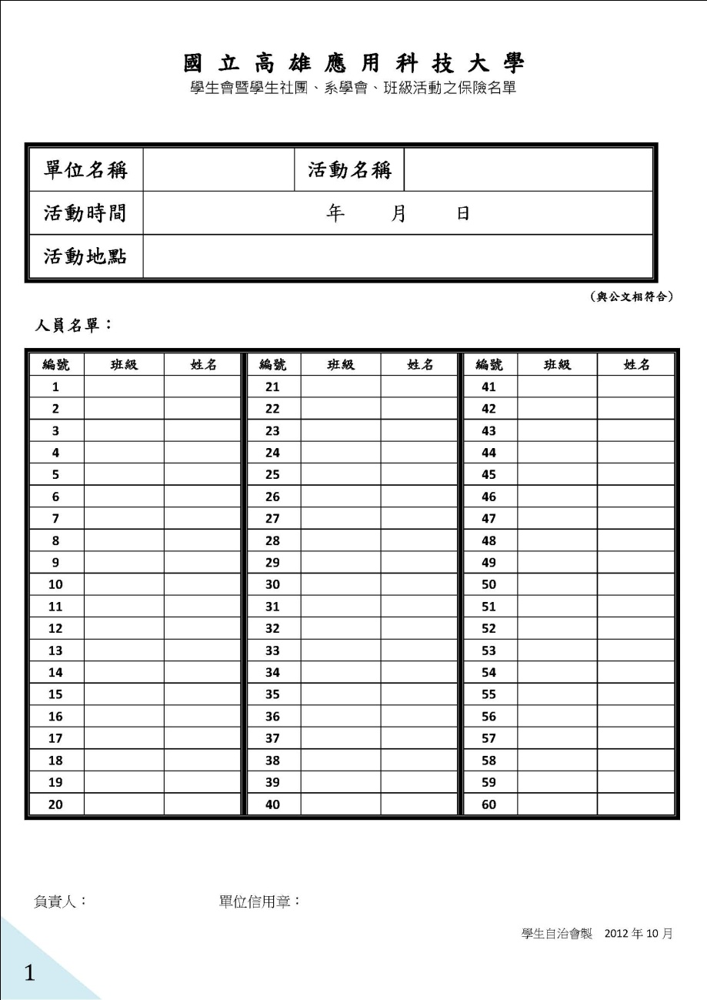 國立高雄應用科技大學
學生會暨學生社團、系學會、班級活動之保險名單
單位名稱 活動名稱
活動時間 年 月 日
活動地點
（與公文相符合）
人員名單：
編號 班級 姓名 編號 班級 姓名 編號 班級 姓名
1 21 41
2 22 42
3 23 43
4 24 44
5 25 45
6 26 46
7 27 47
8 28 48
9 29 49
10 30 50
11 31 51
12 32 52
13 33 53
14 34 54
15 35 55
16 36 56
17 37 57
18 38 58
19 39 59
20 40 60
負責人： 單位信用章：
學生自治會製 2012 年 10 月
1